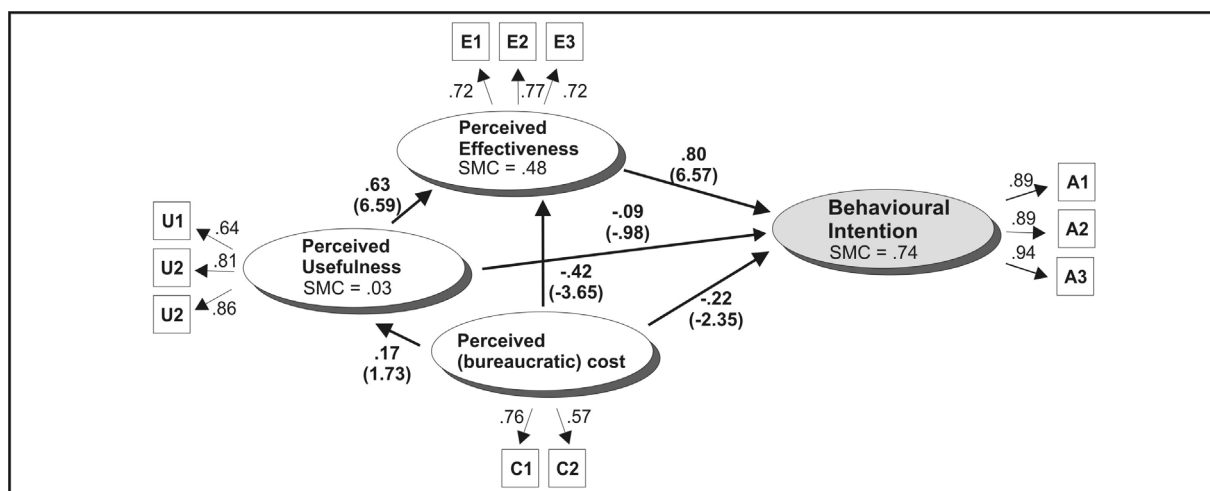 E1 E2 E3
.72 .77 .72
Perceived
Effectiveness
SMC = .48
.80
(6.57)
.63
(6.59)
-.09
(-.98)
Behavioural
Intention
SMC = .74
.89 A1
.89 A2
.94 A3
U1 .64
U2 .81
U2 .86
Perceived
Usefulness
SMC = .03
-.42
(-3.65)
-.22
(-2.35)
.17
(1.73)
Perceived
(bureaucratic) cost
.76 .57
C1 C2